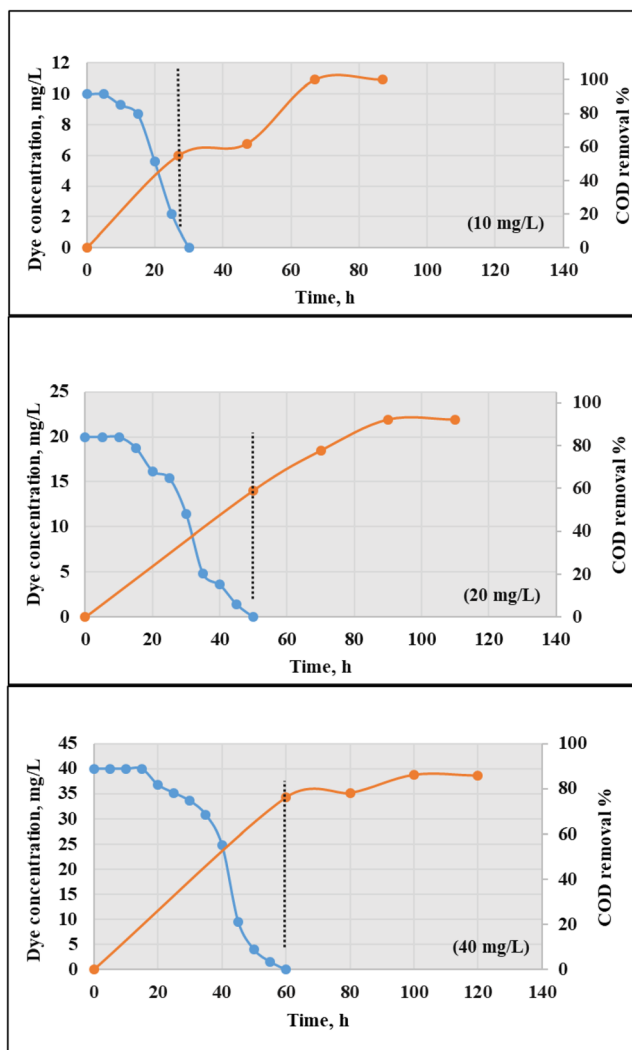 Dye concentration, mg/L
12
10
8
6
4
2
0
100
80
60
40
20
0
COD removal %
(10 mg/L)
0 20 40 60 80 100 120 140
Time, h
Dye concentration, mg/L
25
20
15
10
5
0
100
80
60
40
20
0
COD removal %
(20 mg/L)
0 20 40 60 80 100 120 140
Time, h
Dye concentration, mg/L
45
40
35
30
25
20
15
10
5
0
100
80
60
40
20
0
COD removal %
(40 mg/L)
0 20 40 60 80 100 120 140
Time, h